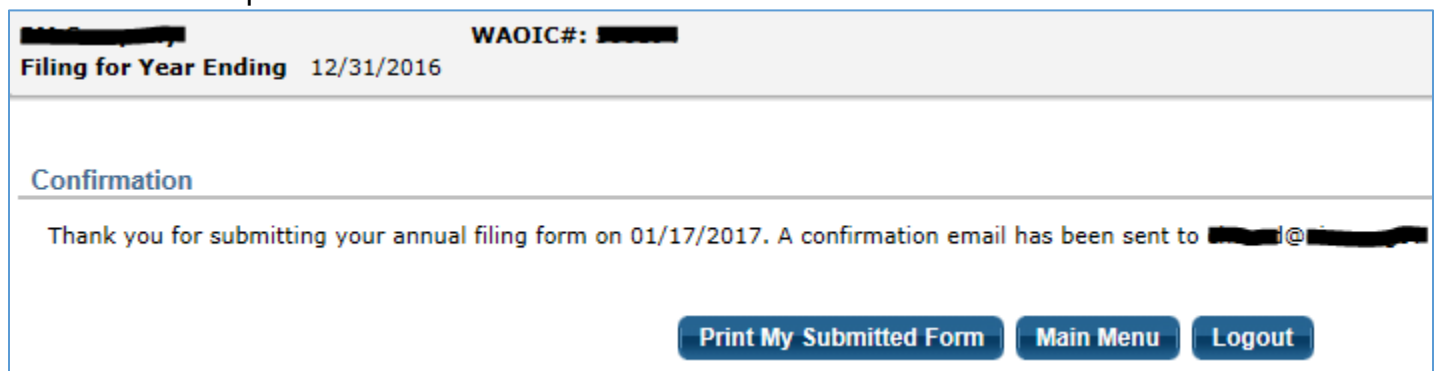 WAOIC#:
Filing for Year Ending 12/31/2016
Confirmation
Thank you for submitting your annual filing form on 01/17/2017. A confirmation email has been sent to
Print My Submitted Form Main Menu Logout